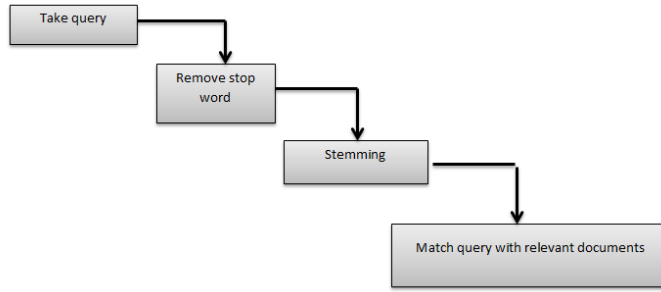 Take query
Remove stop
word
Stemming
Match query with relevant documents